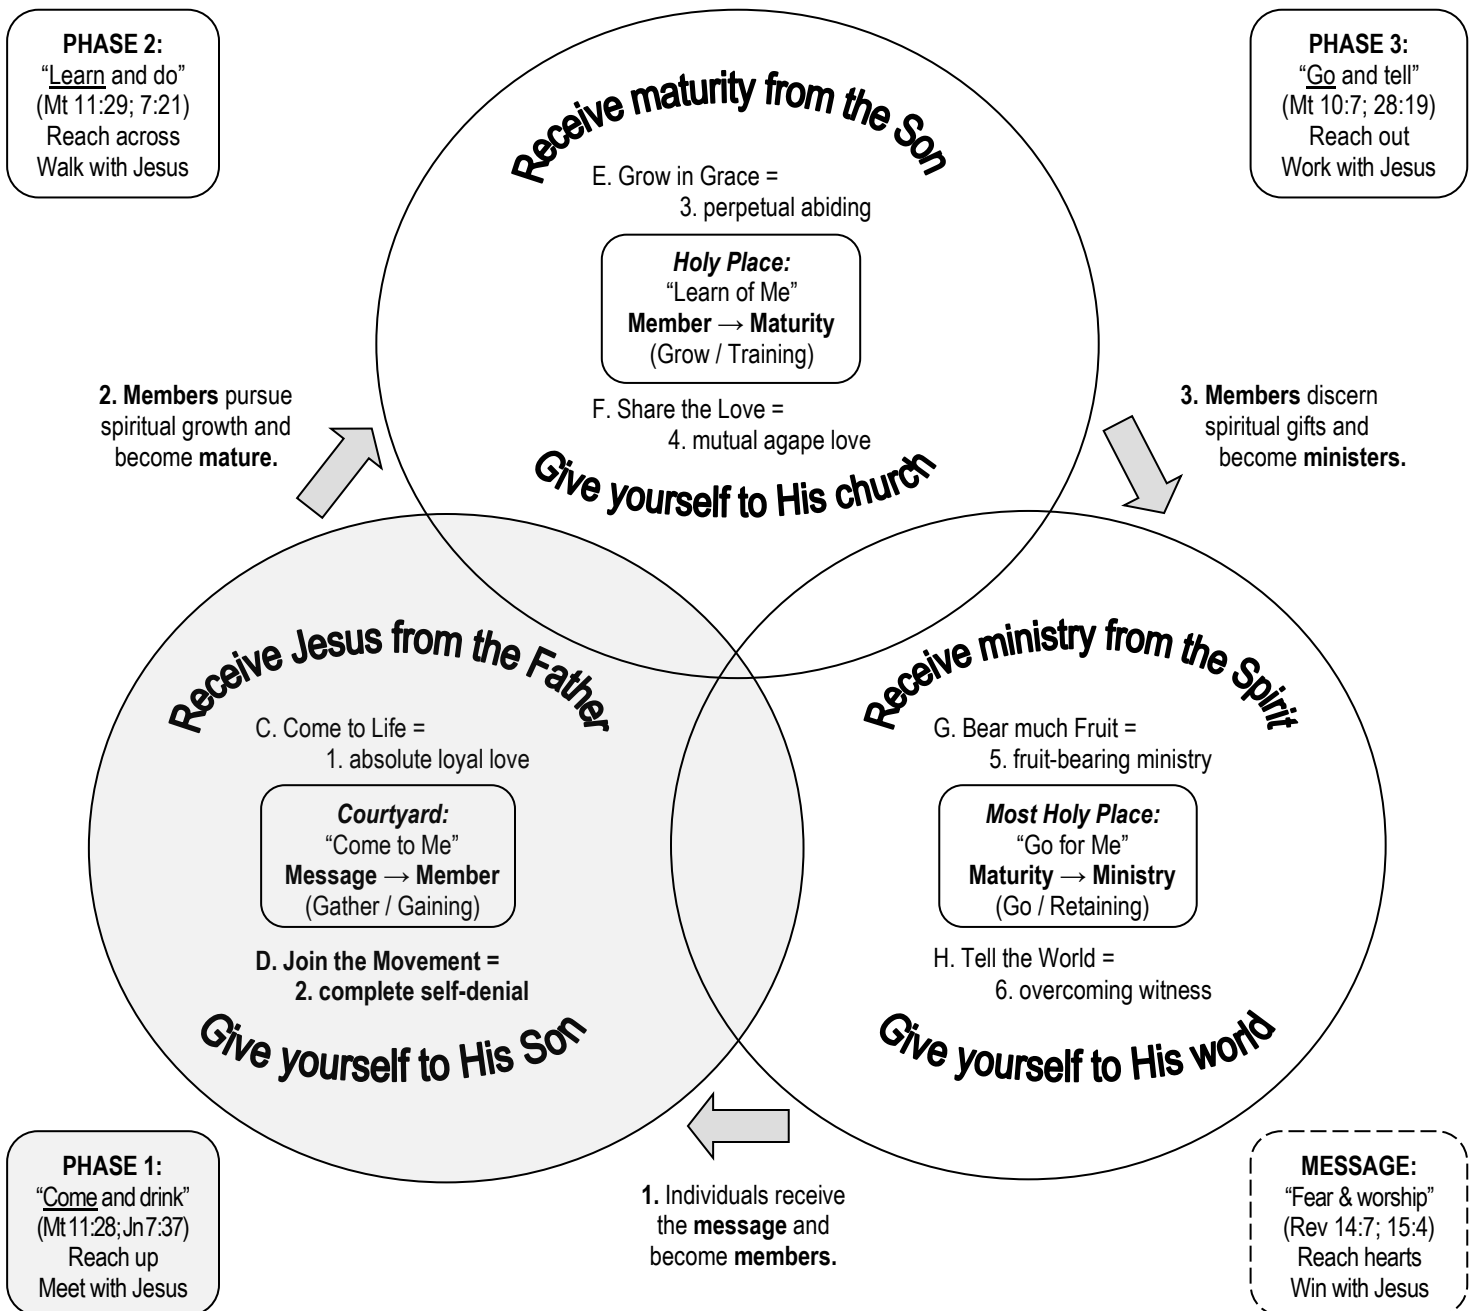 PHASE 2:
“Learn and do”
(Mt 11:29; 7:21)
Reach across
Walk with Jesus
PHASE 3:
“Go and tell”
(Mt 10:7; 28:19)
Reach out
Work with Jesus
Receive maturity from the Son
E. Grow in Grace =
3. perpetual abiding
Holy Place:
“Learn of Me”
Member → Maturity
(Grow / Training)
F. Share the Love =
4. mutual agape love
Give yourself to His church
2. Members pursue
spiritual growth and
become mature.
3. Members discern
spiritual gifts and
become ministers.
Receive Jesus from the Father
C. Come to Life =
1. absolute loyal love
Courtyard:
“Come to Me”
Message → Member
(Gather / Gaining)
D. Join the Movement =
2. complete self-denial
Give yourself to His Son
Receive ministry from the Spirit
G. Bear much Fruit =
5. fruit-bearing ministry
Most Holy Place:
“Go for Me”
Maturity → Ministry
(Go / Retaining)
H. Tell the World =
6. overcoming witness
Give yourself to His world
PHASE 1:
“Come and drink”
(Mt 11:28; Jn 7:37)
Reach up
Meet with Jesus
1. Individuals receive
the message and
become members.
MESSAGE:
“Fear & worship”
(Rev 14:7; 15:4)
Reach hearts
Win with Jesus